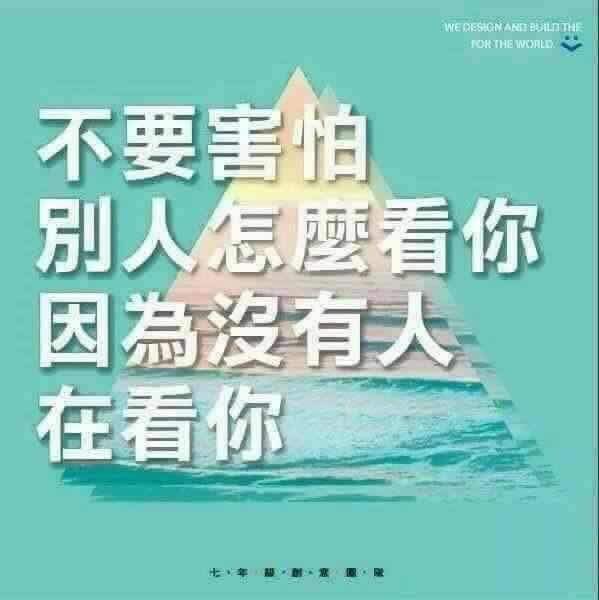 WE DESIGN AND BUILD THE
FOR THE WORLD.
不要害怕
別人怎麼看你
因為沒有人
在看你
七、年、級、創、意、團、隊